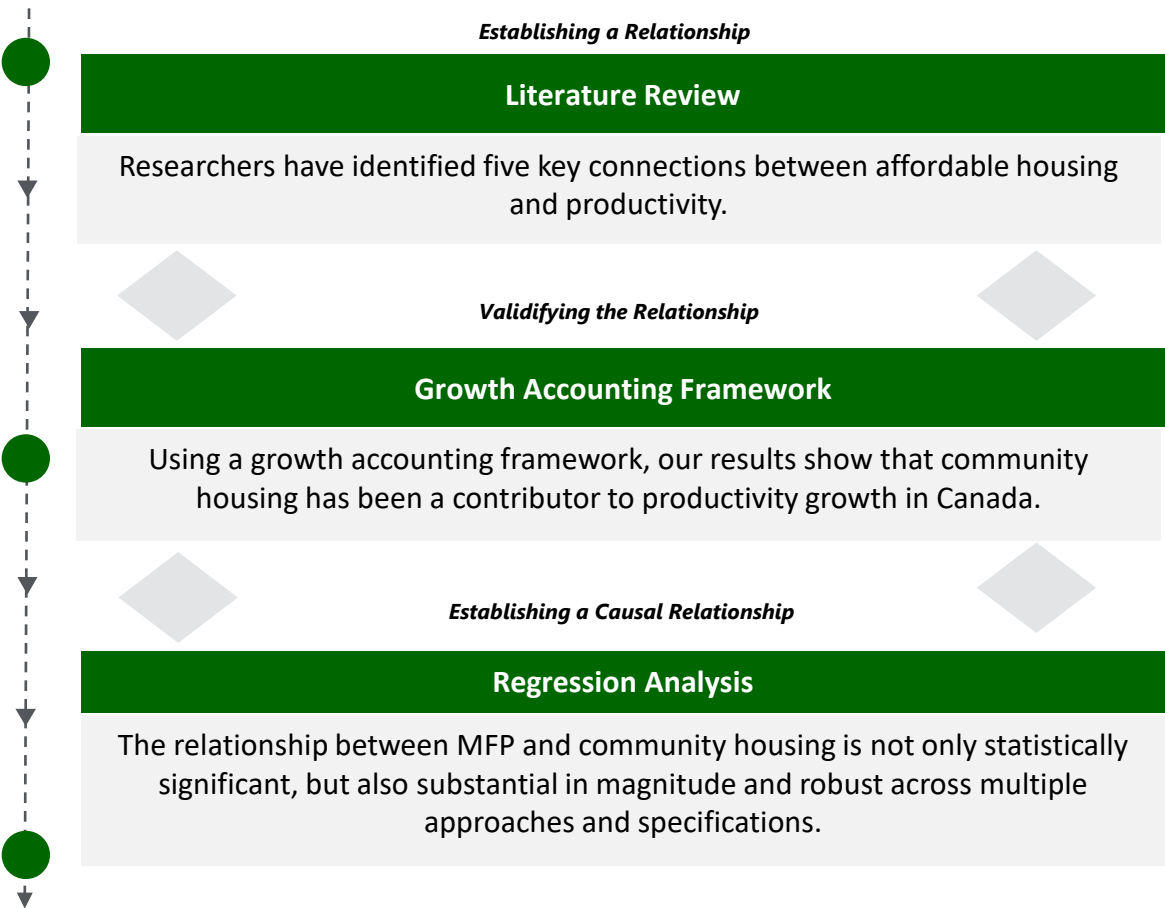 Establishing a Relationship
Literature Review
Researchers have identified five key connections between affordable housing
and productivity.
Validifying the Relationship
Growth Accounting Framework
Using a growth accounting framework, our results show that community
housing has been a contributor to productivity growth in Canada.
Establishing a Causal Relationship
Regression Analysis
The relationship between MFP and community housing is not only statistically
significant, but also substantial in magnitude and robust across multiple
approaches and specifications.